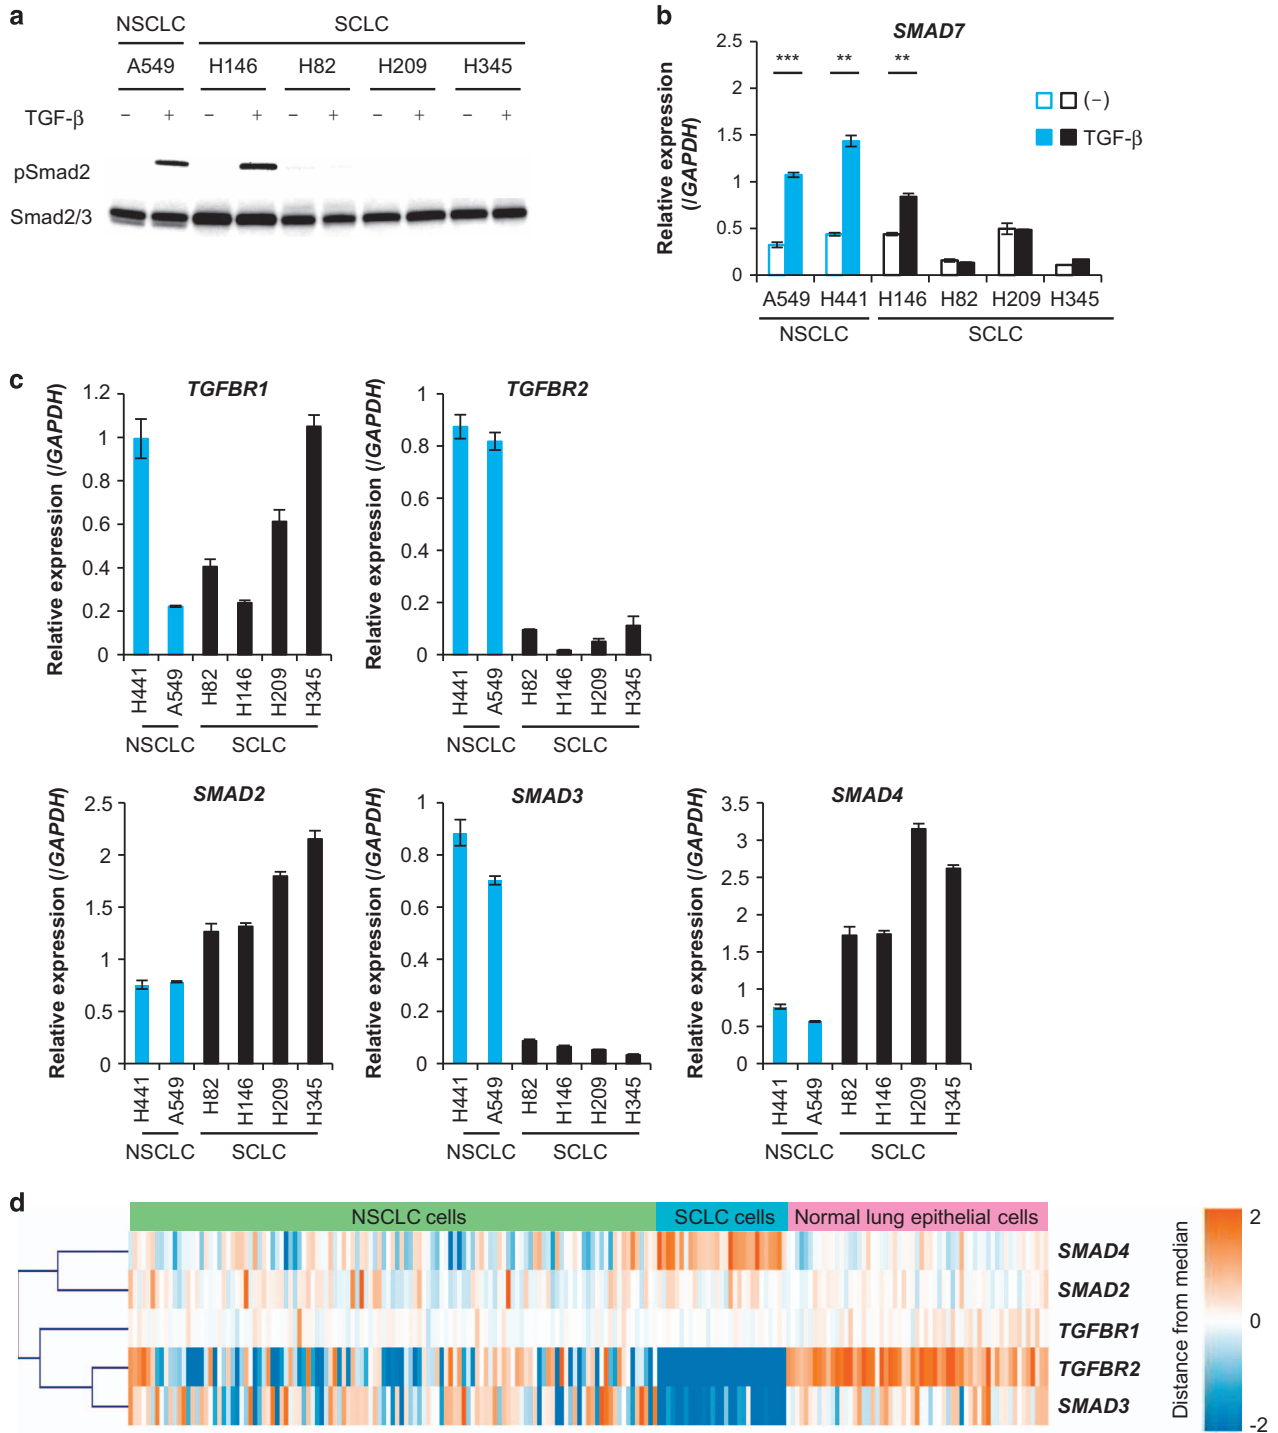 a
NSCLC SCLC
A549 H146 H82 H209 H345
TGF-β − + − + − + − + − +
pSmad2
Smad2/3
b
SMAD7
Relative expression (/GAPDH)
2.5
2
1.5
1
0.5
0
*** ** **
(−)
TGF-β
A549 H441 H146 H82 H209 H345
NSCLC SCLC
c
TGFBR1
Relative expression (/GAPDH)
1.2
1
0.8
0.6
0.4
0.2
0
H441 A549 H82 H146 H209 H345
NSCLC SCLC
TGFBR2
Relative expression (/GAPDH)
1
0.8
0.6
0.4
0.2
0
H441 A549 H82 H146 H209 H345
NSCLC SCLC
SMAD2
Relative expression (/GAPDH)
2.5
2
1.5
1
0.5
0
H441 A549 H82 H146 H209 H345
NSCLC SCLC
SMAD3
Relative expression (/GAPDH)
1
0.8
0.6
0.4
0.2
0
H441 A549 H82 H146 H209 H345
NSCLC SCLC
SMAD4
Relative expression (/GAPDH)
3.5
3
2.5
2
1.5
1
0.5
0
H441 A549 H82 H146 H209 H345
NSCLC SCLC
d
NSCLC cells SCLC cells Normal lung epithelial cells
SMAD4
SMAD2
TGFBR1
TGFBR2
SMAD3
Distance from median
2
0
-2